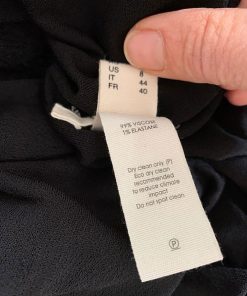 US 8
IT 44
FR 40
99% VISCOSE
1% ELASTANE
Dry clean only (P)
Eco dry clean
recommended
to reduce climate
impact
Do not spot clean
P